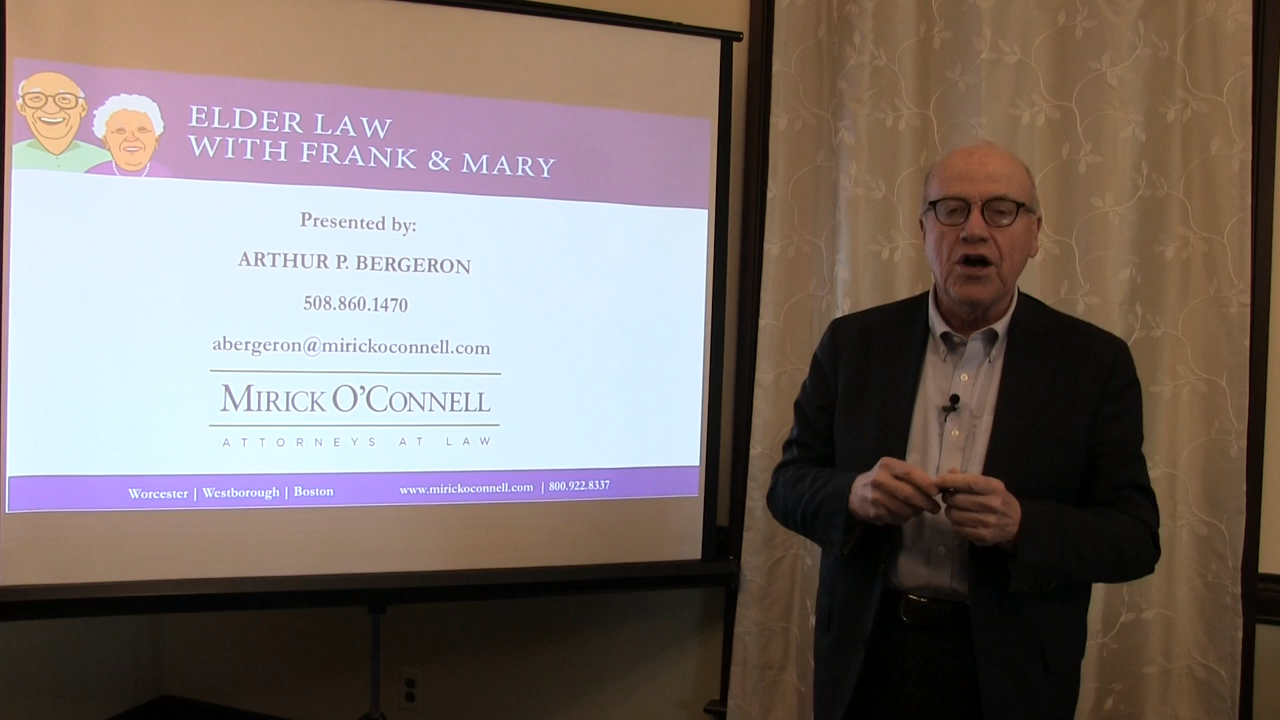 ELDER LAW
WITH FRANK & MARY
Presented by:
ARTHUR P. BERGERON
508.860.1470
abergeron@mirickoconnell.com
MIRICK O'CONNELL
ATTORNEYS AT LAW
Worcester | Westborough | Boston www.mirickoconnell.com | 800.922.8337